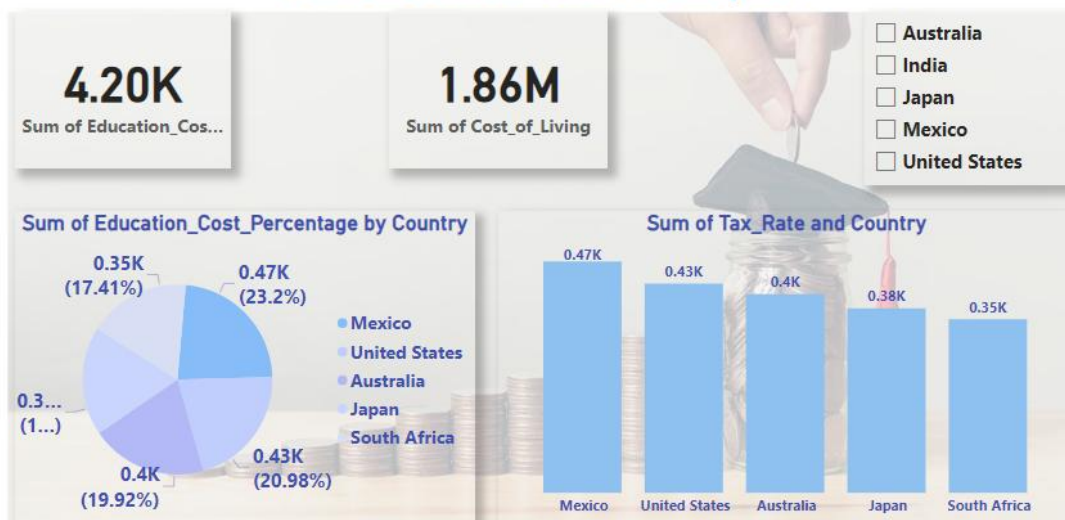 4.20K
Sum of Education_Cos...
1.86M
Sum of Cost_of_Living
Australia
India
Japan
Mexico
United States
Sum of Education_Cost_Percentage by Country
0.35K
(17.41%)
0.47K
(23.2%)
0.3...
(1...)
0.4K
(19.92%)
0.43K
(20.98%)
Mexico
United States
Australia
Japan
South Africa
Sum of Tax_Rate and Country
0.47K
0.43K
0.4K
0.38K
0.35K
Mexico
United States
Australia
Japan
South Africa